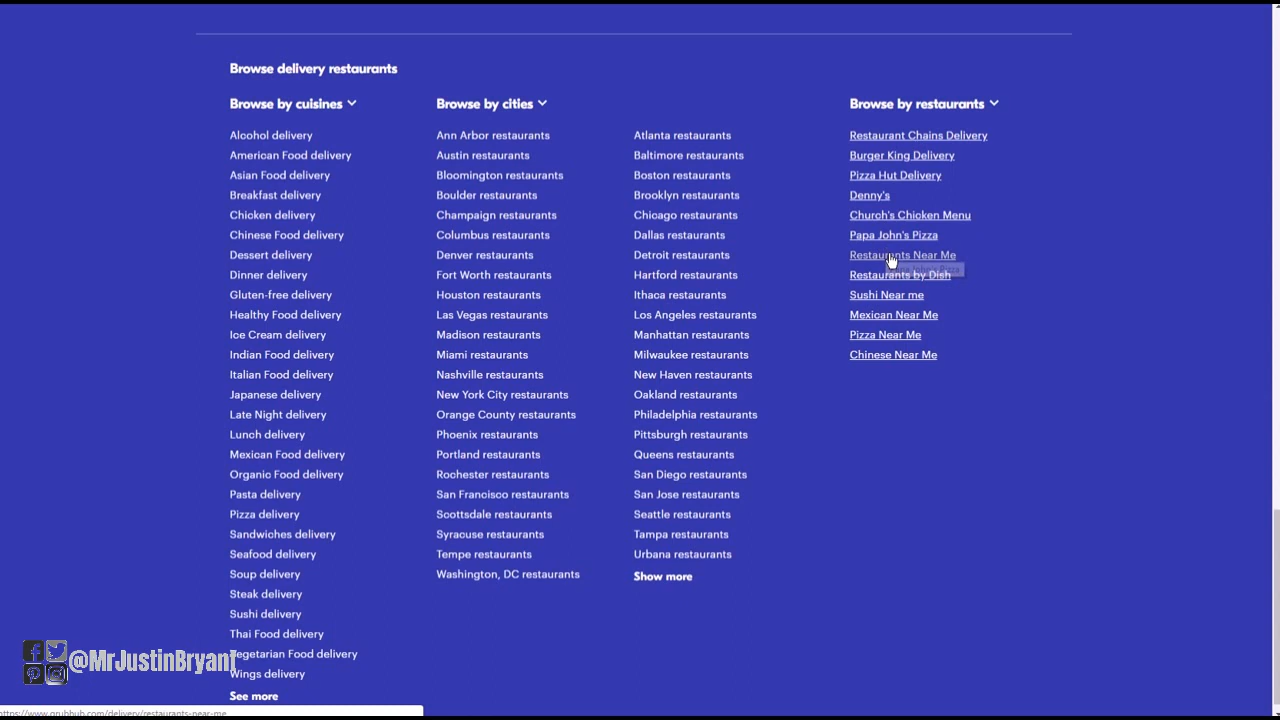 Browse delivery restaurants
Browse by cuisines
Alcohol delivery
American Food delivery
Asian Food delivery
Breakfast delivery
Chicken delivery
Chinese Food delivery
Dessert delivery
Dinner delivery
Gluten-free delivery
Healthy Food delivery
Ice Cream delivery
Indian Food delivery
Italian Food delivery
Japanese delivery
Late Night delivery
Lunch delivery
Mexican Food delivery
Organic Food delivery
Pasta delivery
Pizza delivery
Sandwiches delivery
Seafood delivery
Soup delivery
Steak delivery
Sushi delivery
Thai Food delivery
Vegetarian Food delivery
Wings delivery
See more
Browse by cities
Ann Arbor restaurants
Austin restaurants
Bloomington restaurants
Boulder restaurants
Champaign restaurants
Columbus restaurants
Denver restaurants
Fort Worth restaurants
Houston restaurants
Las Vegas restaurants
Madison restaurants
Miami restaurants
Nashville restaurants
New York City restaurants
Orange County restaurants
Phoenix restaurants
Portland restaurants
Rochester restaurants
San Francisco restaurants
Scottsdale restaurants
Syracuse restaurants
Tempe restaurants
Washington, DC restaurants
Atlanta restaurants
Baltimore restaurants
Boston restaurants
Brooklyn restaurants
Chicago restaurants
Dallas restaurants
Detroit restaurants
Hartford restaurants
Ithaca restaurants
Los Angeles restaurants
Manhattan restaurants
Milwaukee restaurants
New Haven restaurants
Oakland restaurants
Philadelphia restaurants
Pittsburgh restaurants
Queens restaurants
San Diego restaurants
San Jose restaurants
Seattle restaurants
Tampa restaurants
Urbana restaurants
Show more
Browse by restaurants
Restaurant Chains Delivery
Burger King Delivery
Pizza Hut Delivery
Denny's
Church's Chicken Menu
Papa John's Pizza
Restaurants Near Me
Restaurants by Dish
Sushi Near me
Mexican Near Me
Pizza Near Me
Chinese Near Me
@MrJustinBryant
https://www.grubhub.com/delivery/restaurants-near-me